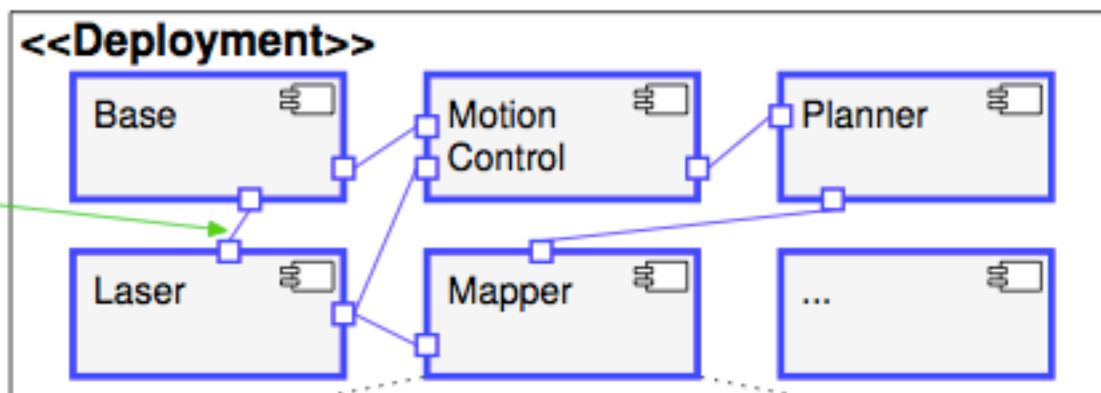 <<Deployment>>
Base
Motion
Control
Planner
Laser
Mapper
...